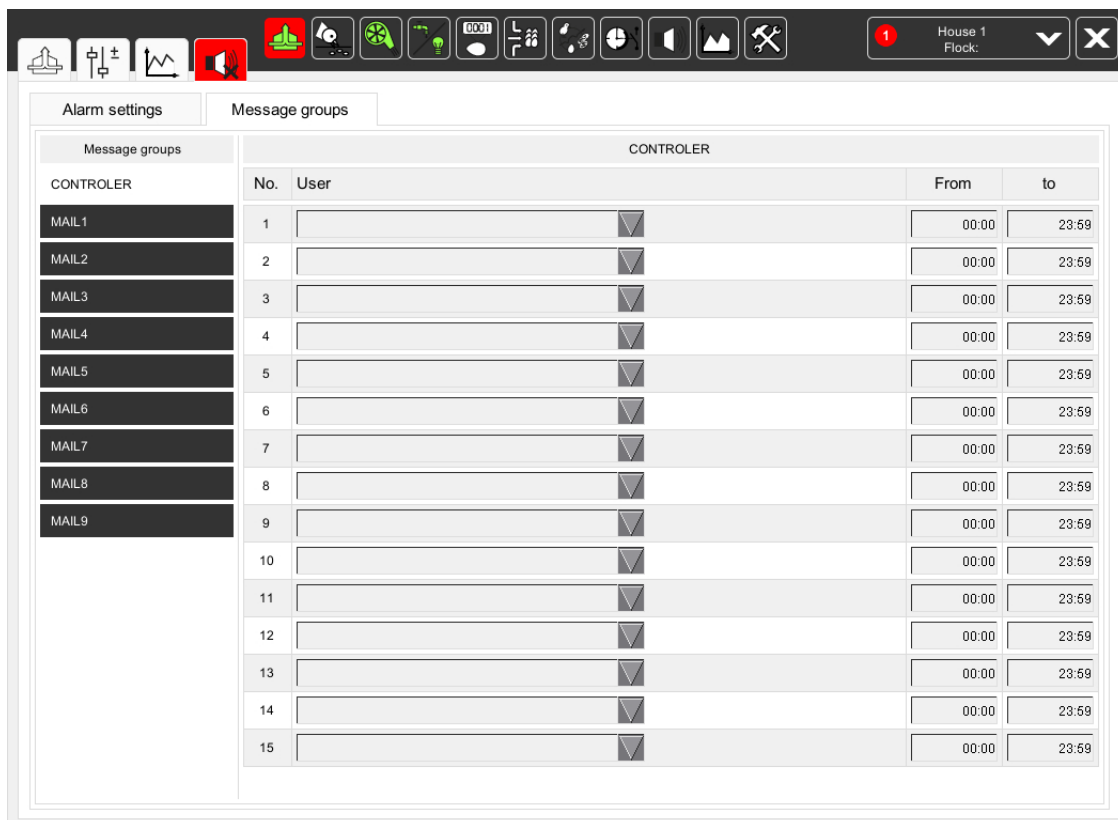 0001
1
House 1
Flock:
Alarm settings
Message groups
Message groups
CONTROLER
CONTROLER
No. User From to
MAIL1
MAIL2
MAIL3
MAIL4
MAIL5
MAIL6
MAIL7
MAIL8
MAIL9
1 00:00 23:59
2 00:00 23:59
3 00:00 23:59
4 00:00 23:59
5 00:00 23:59
6 00:00 23:59
7 00:00 23:59
8 00:00 23:59
9 00:00 23:59
10 00:00 23:59
11 00:00 23:59
12 00:00 23:59
13 00:00 23:59
14 00:00 23:59
15 00:00 23:59